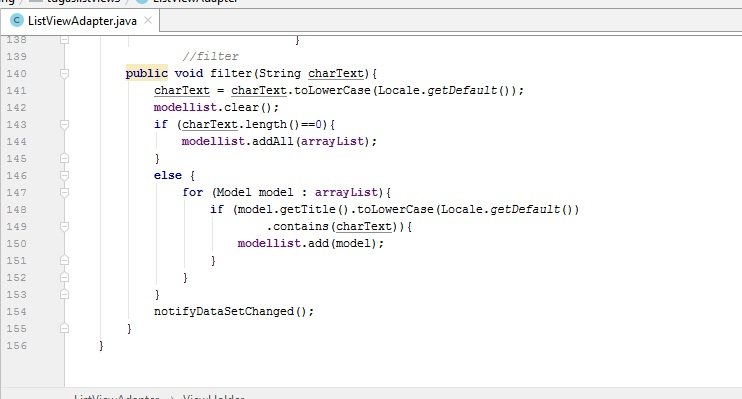 ListViewAdapter.java
138 }
139 //filter
140 public void filter(String charText){
141 charText = charText.toLowerCase(Locale.getDefault());
142 modellist.clear();
143 if (charText.length()==0){
144 modellist.addAll(arrayList);
145 }
146 else {
147 for (Model model : arrayList){
148 if (model.getTitle().toLowerCase(Locale.getDefault())
149 .contains(charText)){
150 modellist.add(model);
151 }
152 }
153 }
154 notifyDataSetChanged();
155 }
156 }
ListViewAdapter > ViewHolder